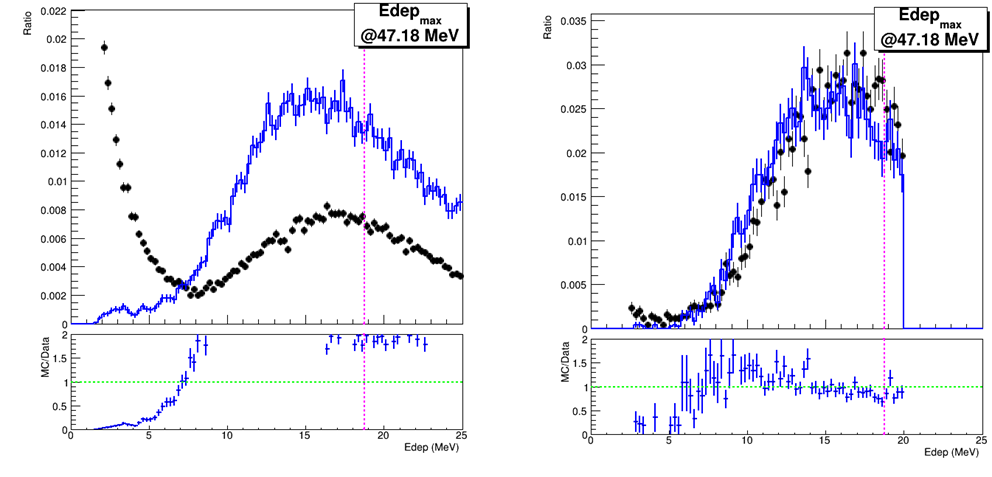 Edep_max
@47.18 MeV
Ratio
0.022
0.02
0.018
0.016
0.014
0.012
0.01
0.008
0.006
0.004
0.002
0
MC/Data
2
1.5
1
0.5
0
0 5 10 15 20 25
Edep (MeV)
Edep_max
@47.18 MeV
Ratio
0.035
0.03
0.025
0.02
0.015
0.01
0.005
0
MC/Data
2
1.5
1
0.5
0
0 5 10 15 20 25
Edep (MeV)